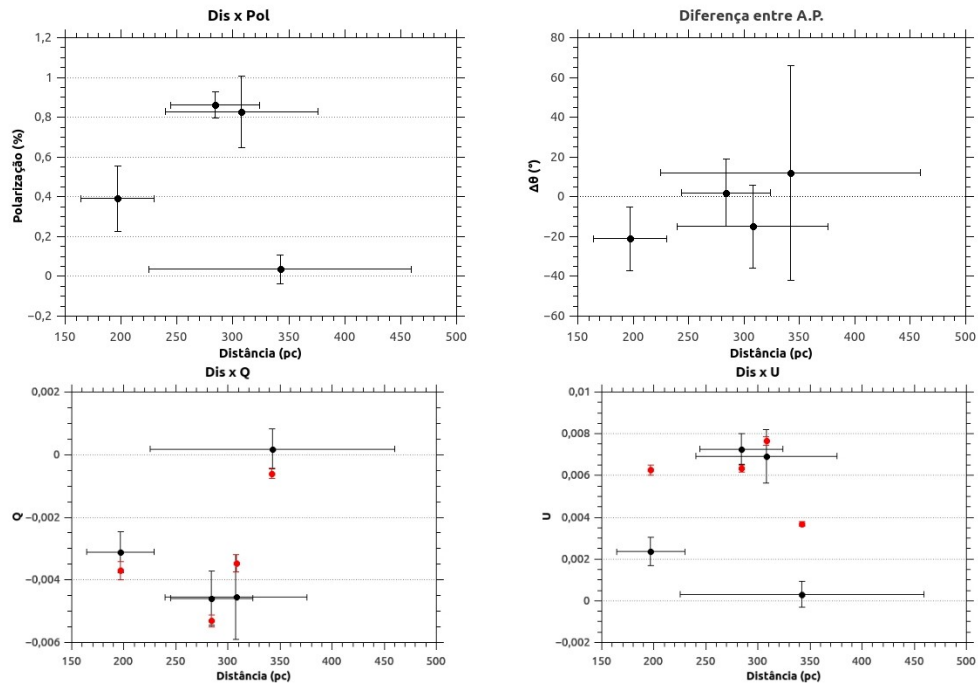 Dis x Pol
1,2
1
0,8
0,6
0,4
0,2
0
−0,2
Polarização (%)
150 200 250 300 350 400 450 500
Distância (pc)
Diferença entre A.P.
80
60
40
20
0
−20
−40
−60
Δθ (°)
150 200 250 300 350 400 450 500
Distância (pc)
Dis x Q
0,002
0
−0,002
−0,004
−0,006
Q
150 200 250 300 350 400 450 500
Distância (pc)
Dis x U
0,01
0,008
0,006
0,004
0,002
0
−0,002
U
150 200 250 300 350 400 450 500
Distância (pc)